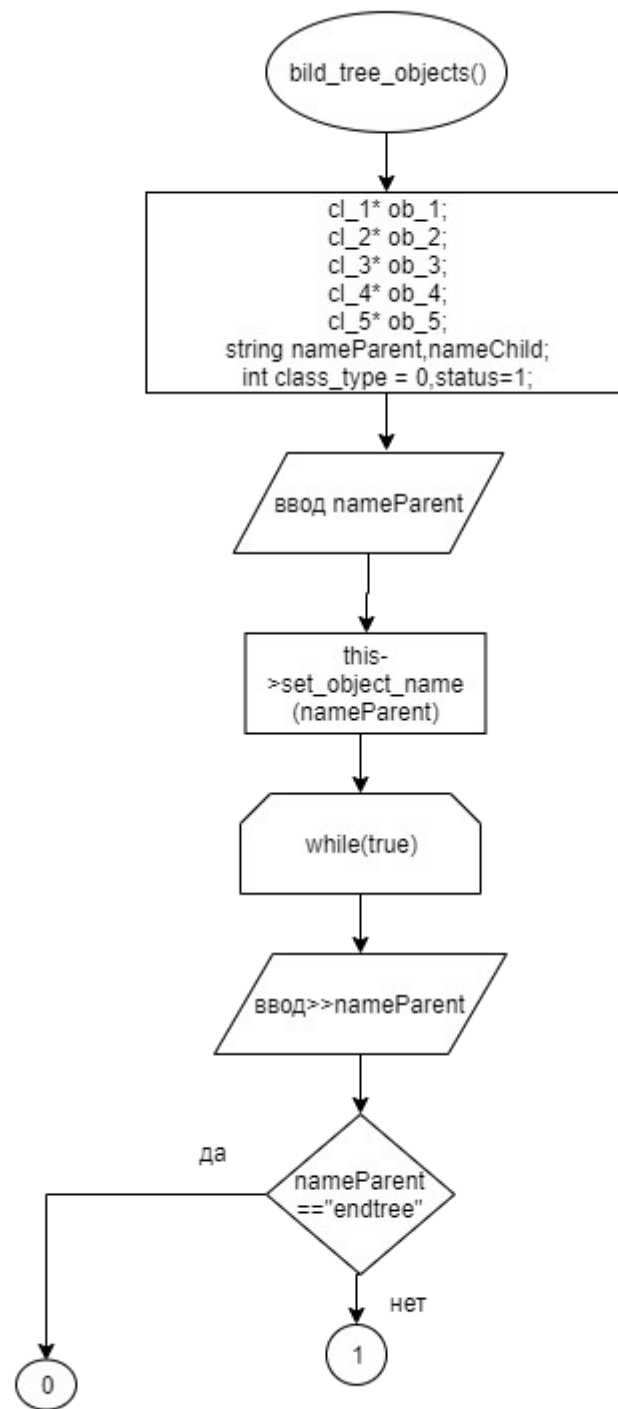 bild_tree_objects()
cl_1* ob_1;
cl_2* ob_2;
cl_3* ob_3;
cl_4* ob_4;
cl_5* ob_5;
string nameParent,nameChild;
int class_type = 0,status=1;
ввод nameParent
this-
>set_object_name
(nameParent)
while(true)
ввод>>nameParent
да
nameParent
=="endtree"
нет
1
0